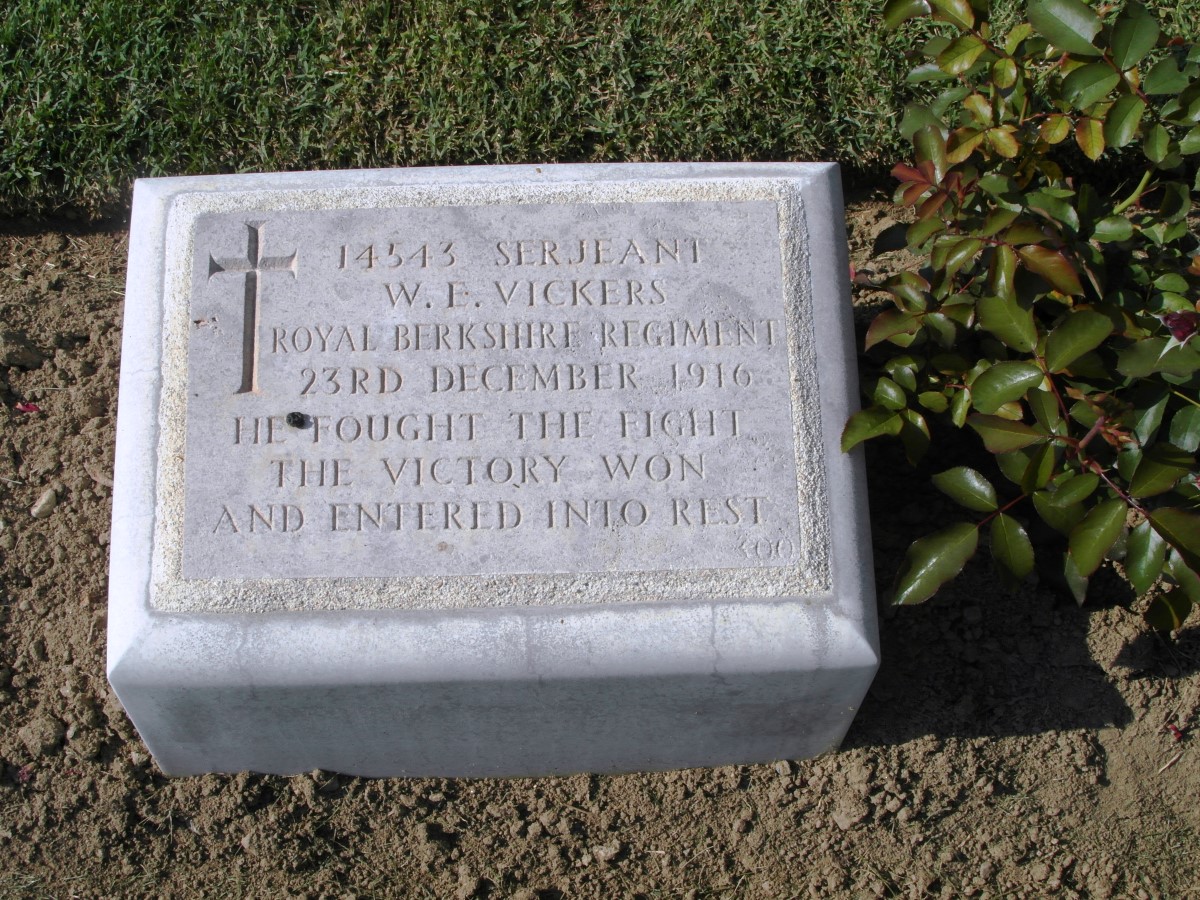 14543 SERJEANT
W. E. VICKERS
ROYAL BERKSHIRE REGIMENT
23RD DECEMBER 1916
HE FOUGHT THE FIGHT
THE VICTORY WON
AND ENTERED INTO REST
300